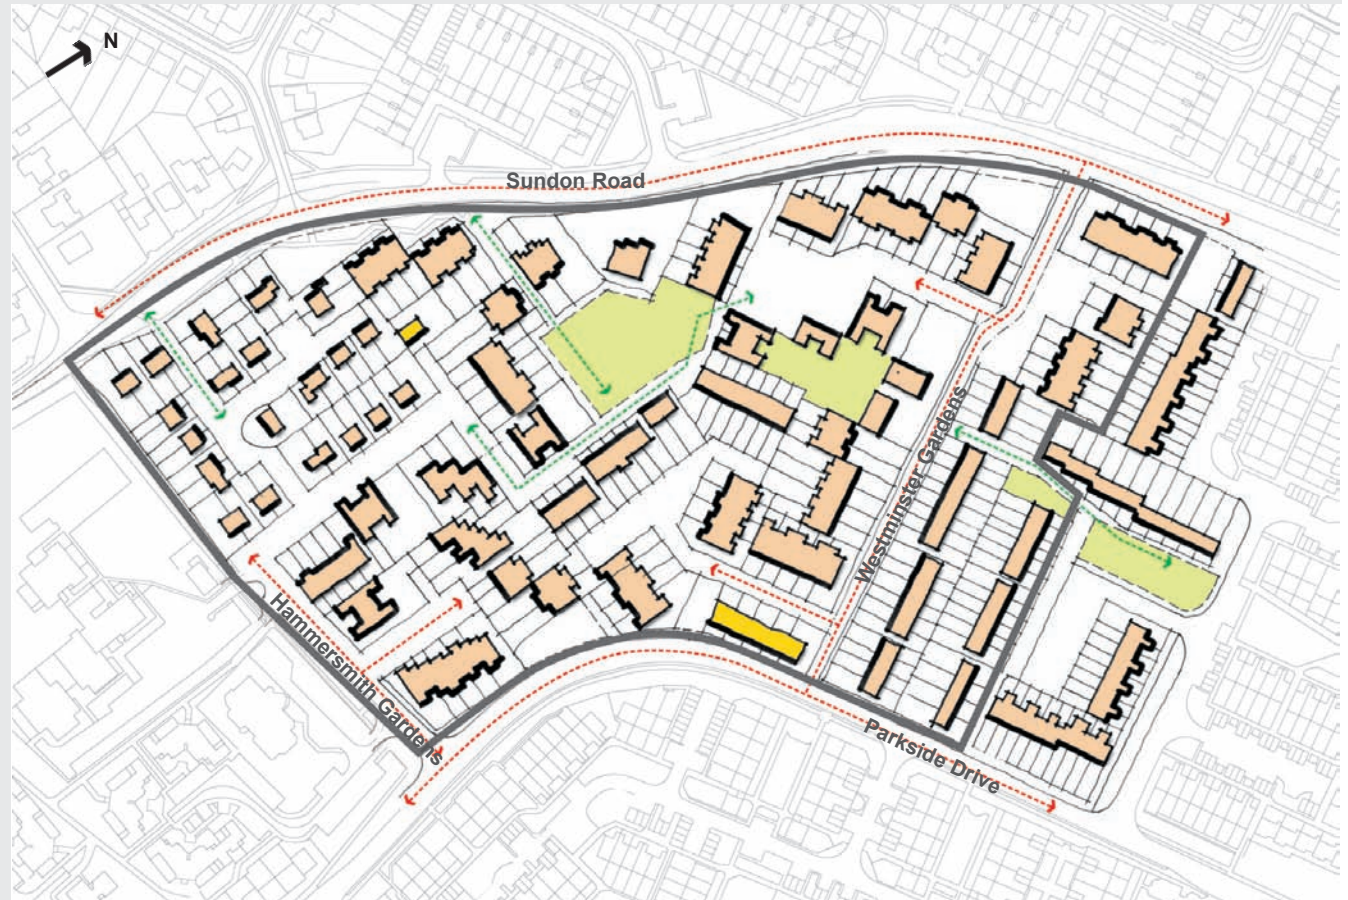 N
Sundon Road
Westminster Gardens
Hammersmith Gardens
Parkside Drive